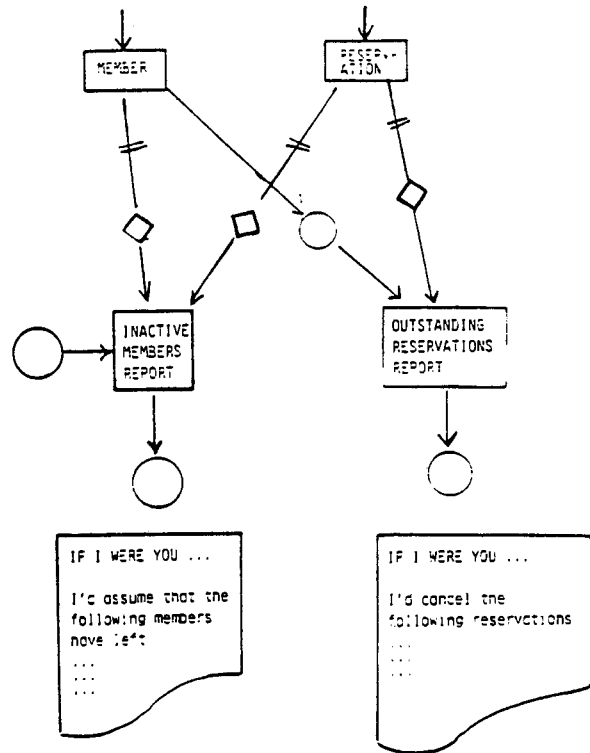 MEMBER
RESERV-
ATION
INACTIVE
MEMBERS
REPORT
OUTSTANDING
RESERVATIONS
REPORT
IF I WERE YOU ...
I'd assume that the
following members
have left
...
...
...
IF I WERE YOU ...
I'd cancel the
following reservations
...
...
...